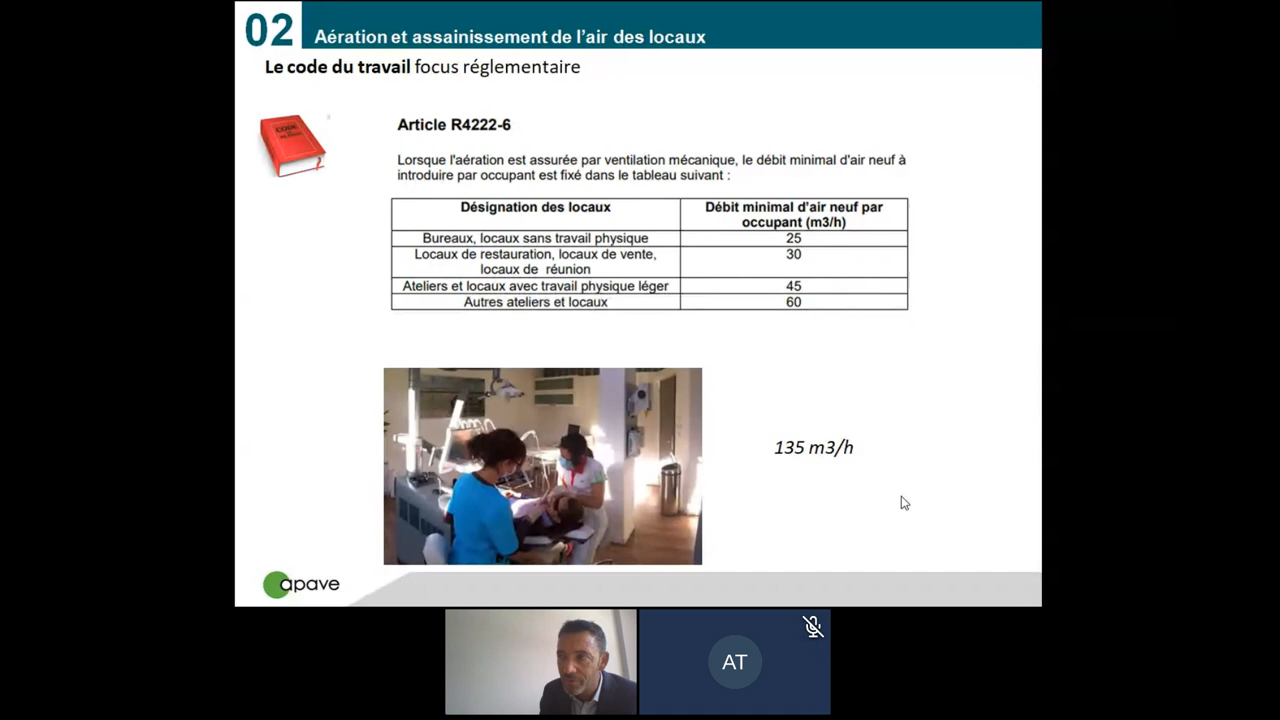 02
Aération et assainissement de l’air des locaux
Le code du travail focus réglementaire
CODE
Article R4222-6
Lorsque l'aération est assurée par ventilation mécanique, le débit minimal d'air neuf à
introduire par occupant est fixé dans le tableau suivant :
Désignation des locaux
Débit minimal d'air neuf par
occupant (m3/h)
Bureaux, locaux sans travail physique
25
Locaux de restauration, locaux de vente,
locaux de réunion
30
Ateliers et locaux avec travail physique léger
45
Autres ateliers et locaux
60
135 m3/h
apave
AT